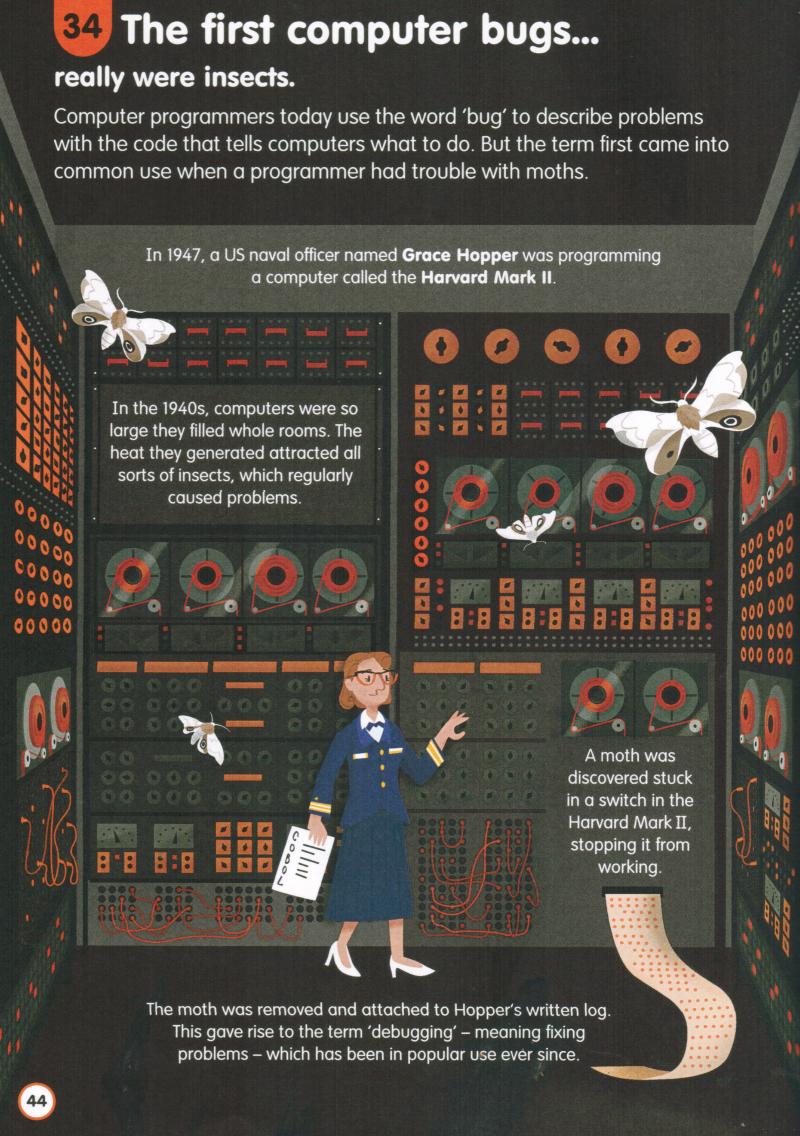 34 The first computer bugs...
really were insects.
Computer programmers today use the word 'bug' to describe problems
with the code that tells computers what to do. But the term first came into
common use when a programmer had trouble with moths.
In 1947, a US naval officer named Grace Hopper was programming
a computer called the Harvard Mark II.
In the 1940s, computers were so
large they filled whole rooms. The
heat they generated attracted all
sorts of insects, which regularly
caused problems.
COBOL
A moth was
discovered stuck
in a switch in the
Harvard Mark II,
stopping it from
working.
The moth was removed and attached to Hopper's written log.
This gave rise to the term 'debugging' – meaning fixing
problems – which has been in popular use ever since.
44